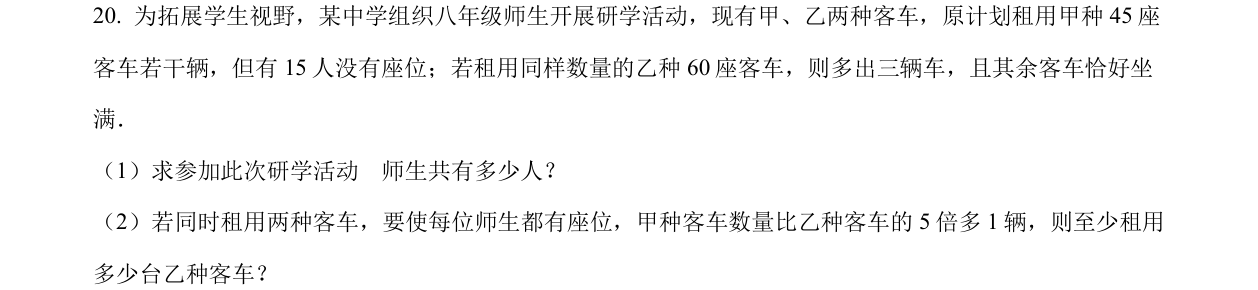 20. 为拓展学生视野，某中学组织八年级师生开展研学活动，现有甲、乙两种客车，原计划租用甲种 45 座
客车若干辆，但有 15 人没有座位；若租用同样数量的乙种 60 座客车，则多出三辆车，且其余客车恰好坐
满．
（1）求参加此次研学活动 师生共有多少人？
（2）若同时租用两种客车，要使每位师生都有座位，甲种客车数量比乙种客车的 5 倍多 1 辆，则至少租用
多少台乙种客车？